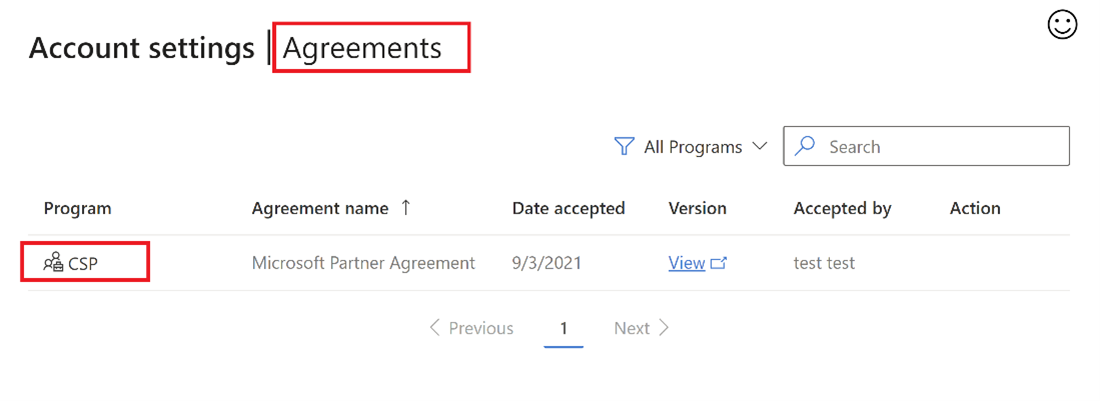 Account settings | Agreements
All Programs Search
Program Agreement name ↑ Date accepted Version Accepted by Action
CSP Microsoft Partner Agreement 9/3/2021 View test test
Previous 1 Next